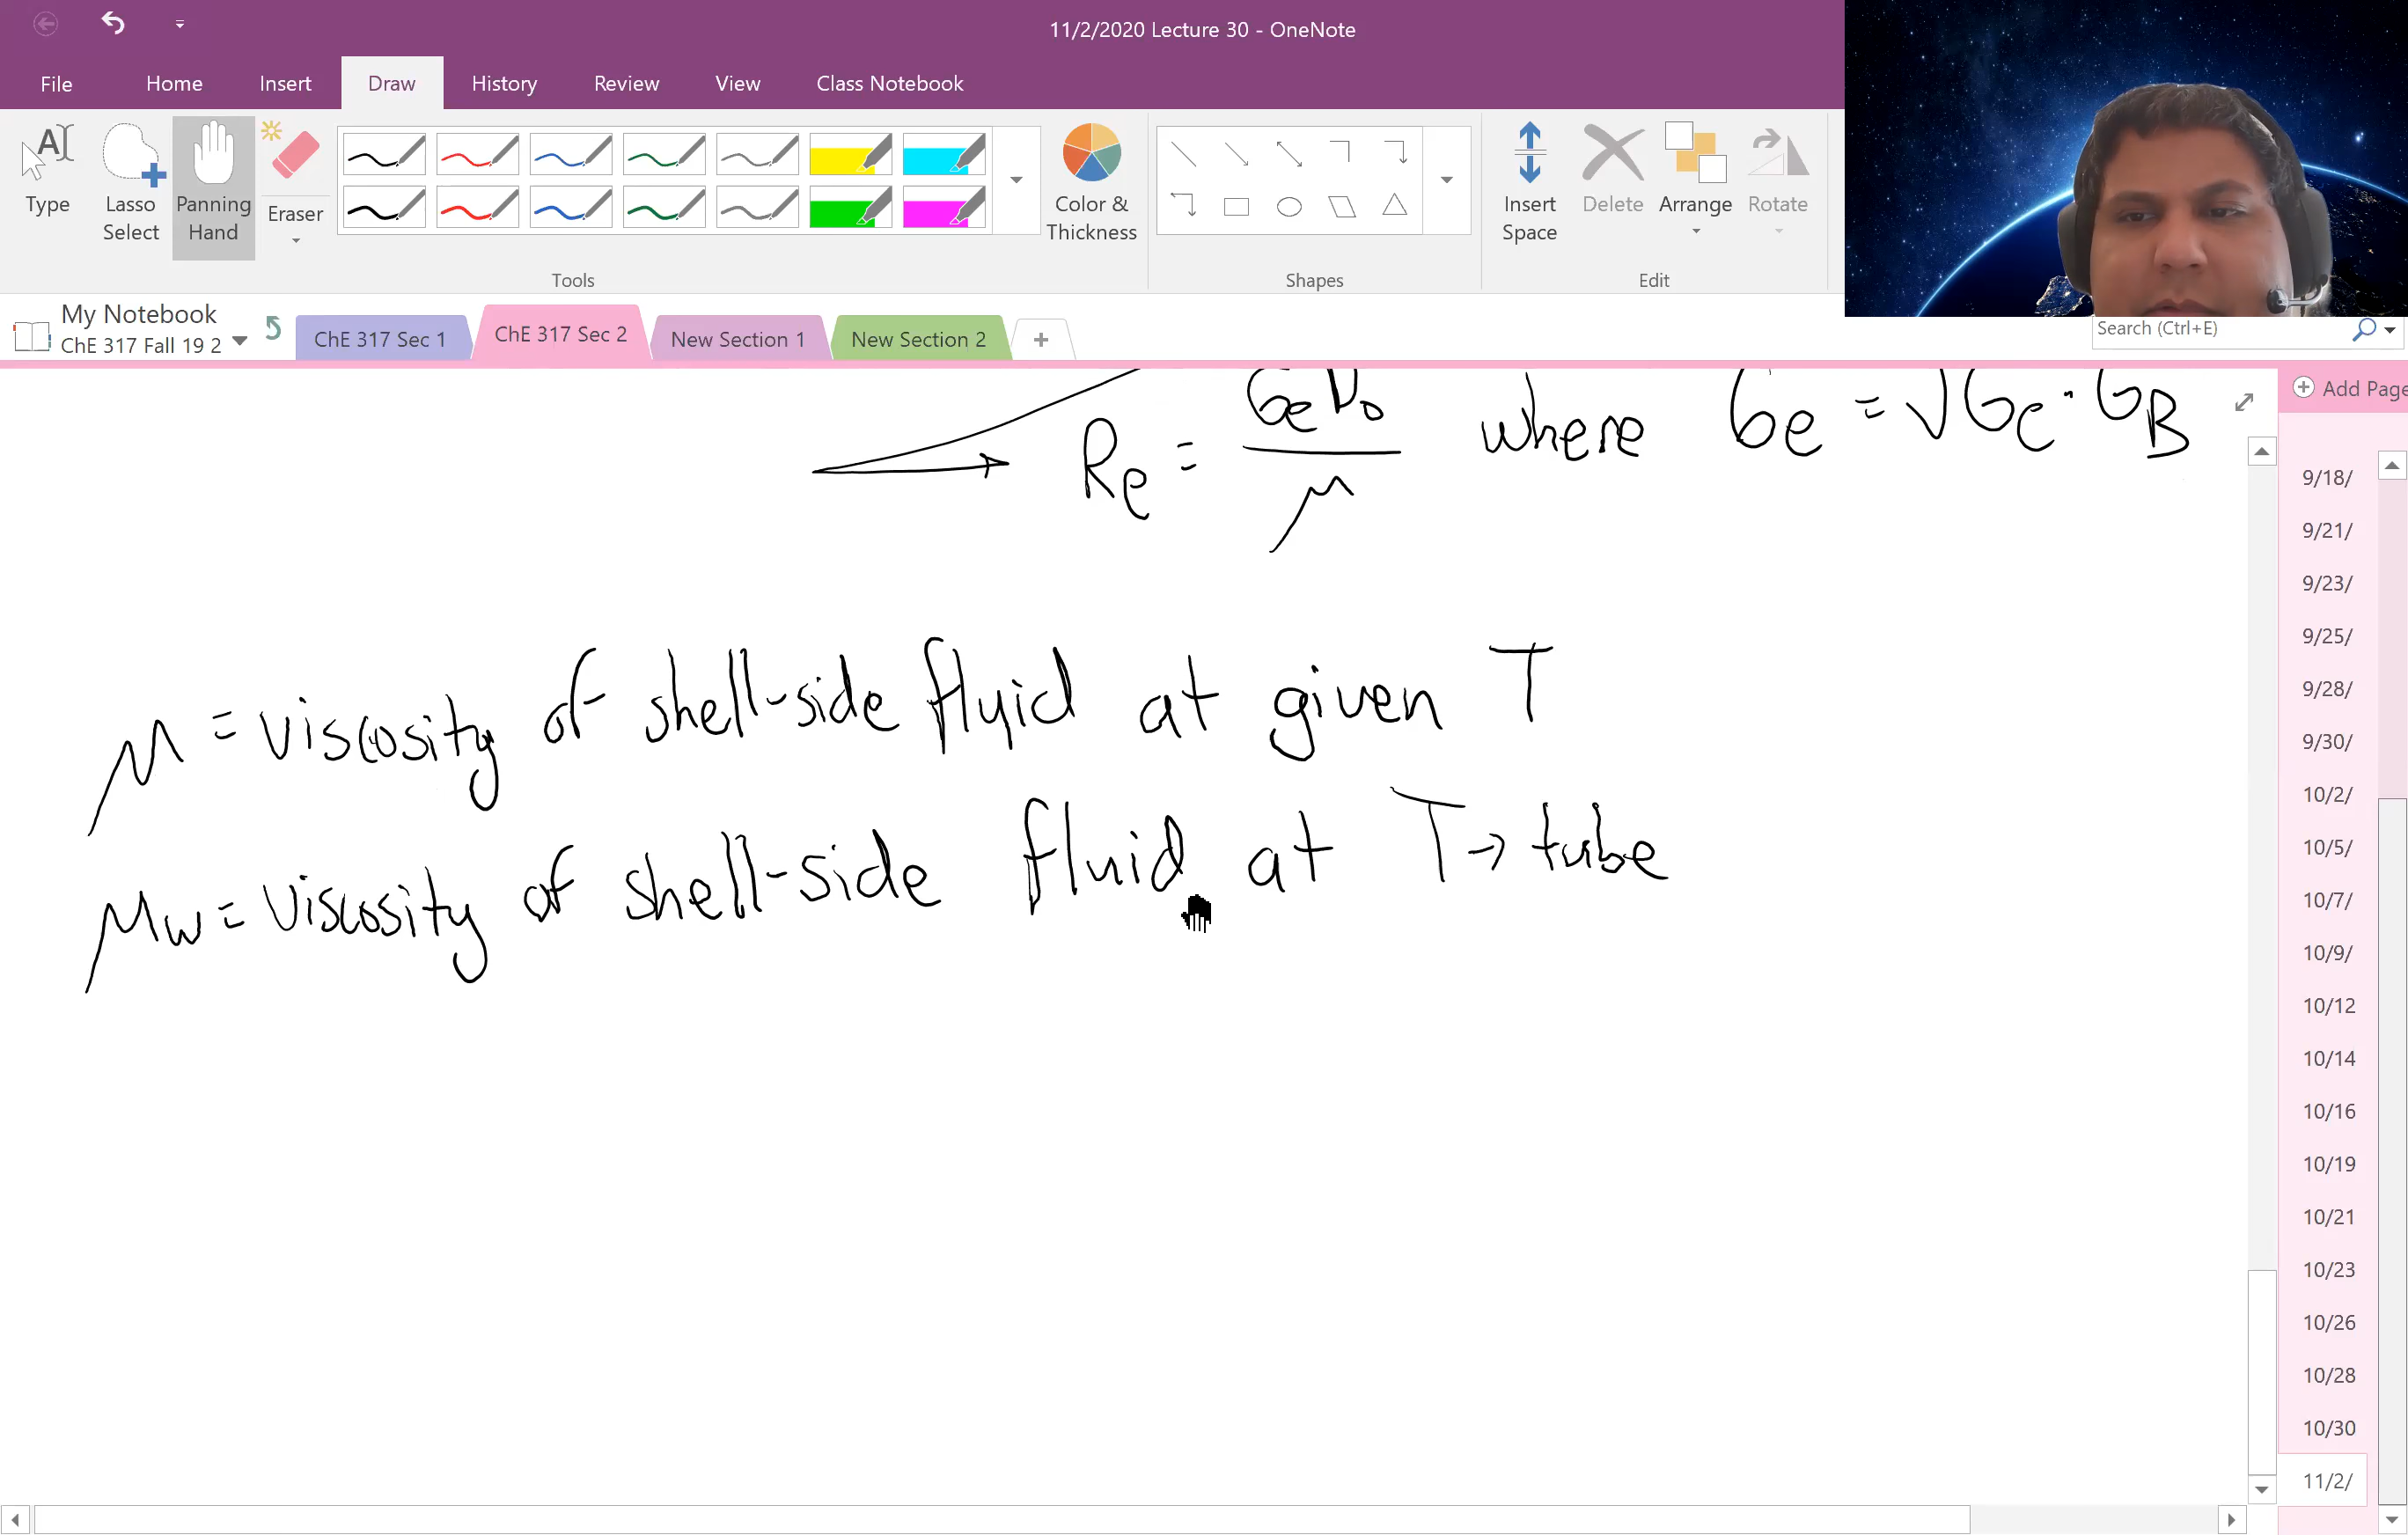 11/2/2020 Lecture 30 - OneNote
File Home Insert Draw History Review View Class Notebook
Type
Lasso Select
Panning Hand
Eraser
Color & Thickness
Insert Space
Delete
Arrange
Rotate
Tools
Shapes
Edit
My Notebook
ChE 317 Fall 19 2
ChE 317 Sec 1
ChE 317 Sec 2
New Section 1
New Section 2
+
Search (Ctrl+E)
Add Page
Re = GeDo/μ where Ge = √Gc·GB
μ = viscosity of shell-side fluid at given T
μw = viscosity of shell-side fluid at T → tube
9/18/
9/21/
9/23/
9/25/
9/28/
9/30/
10/2/
10/5/
10/7/
10/9/
10/12
10/14
10/16
10/19
10/21
10/23
10/26
10/28
10/30
11/2/